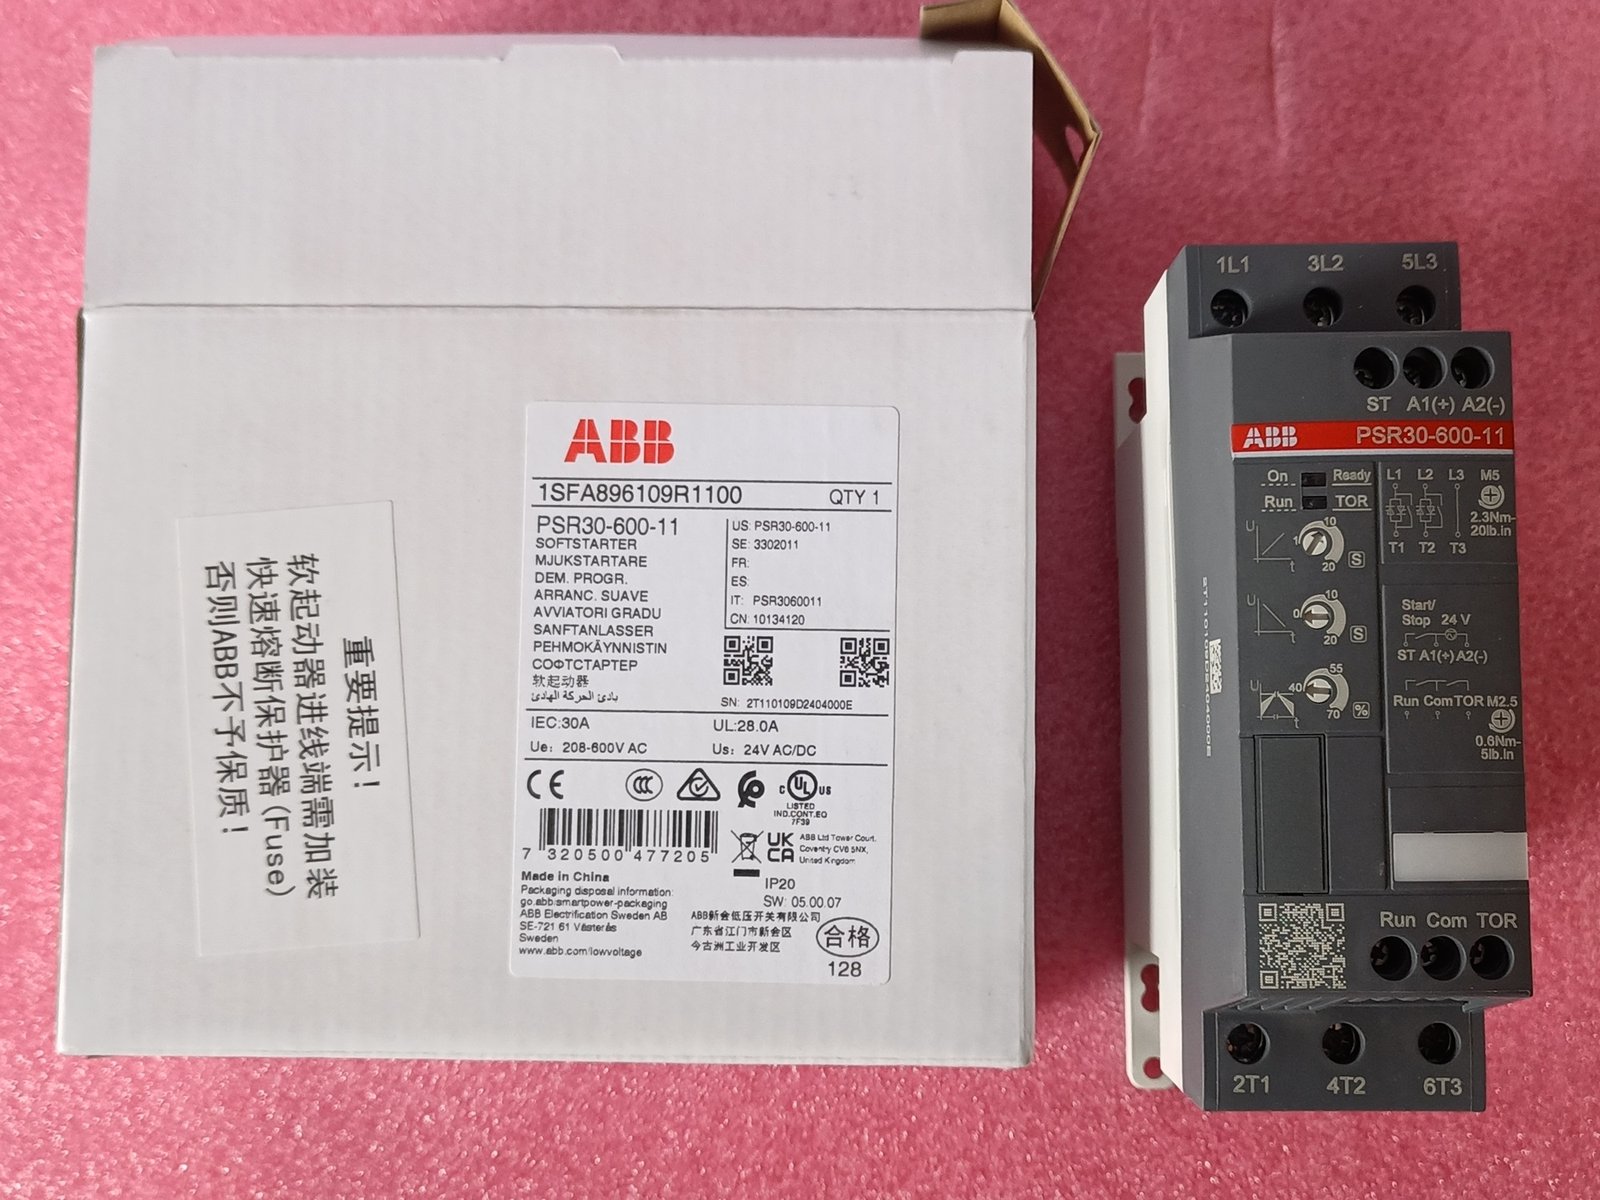 重要提示！
软起动器进线端需加装
快速熔断保护器(Fuse)
否则ABB不予保质！
ABB
1SFA896109R1100 QTY 1
PSR30-600-11
SOFTSTARTER
MJUKSTARTARE
DEM. PROGR.
ARRANC. SUAVE
AVVIATORI GRADU
SANFTANLASSER
PEHMOKÄYNNISTIN
СОФТСТАРТЕР
软起动器
بادئ الحركة الهادئ
US: PSR30-600-11
SE: 3302011
FR:
ES:
IT: PSR3060011
CN: 10134120
SN: 2T110109D2404000E
IEC:30A UL:28.0A
Ue: 208-600V AC Us: 24V AC/DC
CE
CCC
C UL US
LISTED
IND.CONT.EQ
7F39
7 320500 477205
UK
CA
ABB Ltd Tower Court,
Coventry CV6 5NX,
United Kingdom
IP20
SW: 05.00.07
Made in China
Packaging disposal information:
go.abb/smartpower-packaging
ABB Electrification Sweden AB
SE-721 61 Västerås
Sweden
www.abb.com/lowvoltage
ABB新会低压开关有限公司
广东省江门市新会区
今古洲工业开发区
合格
128
1L1 3L2 5L3
ST A1(+) A2(-)
ABB PSR30-600-11
On Ready
Run TOR
U t 1 10 20 S
U t 0 10 20 S
U t 40 55 70 %
L1 L2 L3 M5
2.3Nm-
20lb.in
T1 T2 T3
Start/
Stop 24 V
ST A1(+) A2(-)
Run Com TOR M2.5
0.6Nm-
5lb.in
Run Com TOR
2T1 4T2 6T3